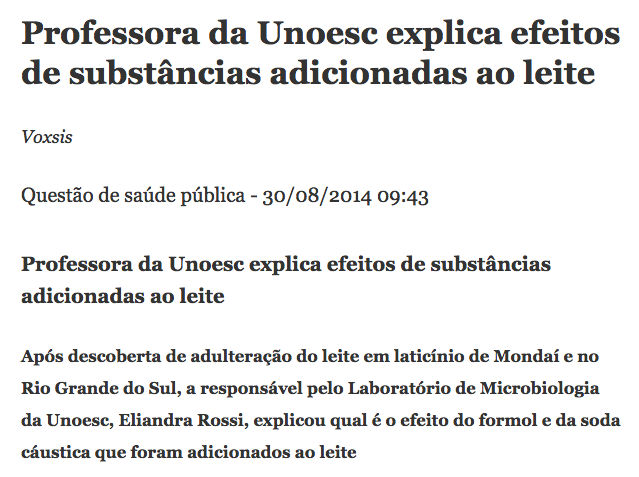 Professora da Unoesc explica efeitos
de substâncias adicionadas ao leite
Voxsis
Questão de saúde pública - 30/08/2014 09:43
Professora da Unoesc explica efeitos de substâncias
adicionadas ao leite
Após descoberta de adulteração do leite em laticínio de Mondaí e no
Rio Grande do Sul, a responsável pelo Laboratório de Microbiologia
da Unoesc, Eliandra Rossi, explicou qual é o efeito do formol e da soda
cáustica que foram adicionados ao leite